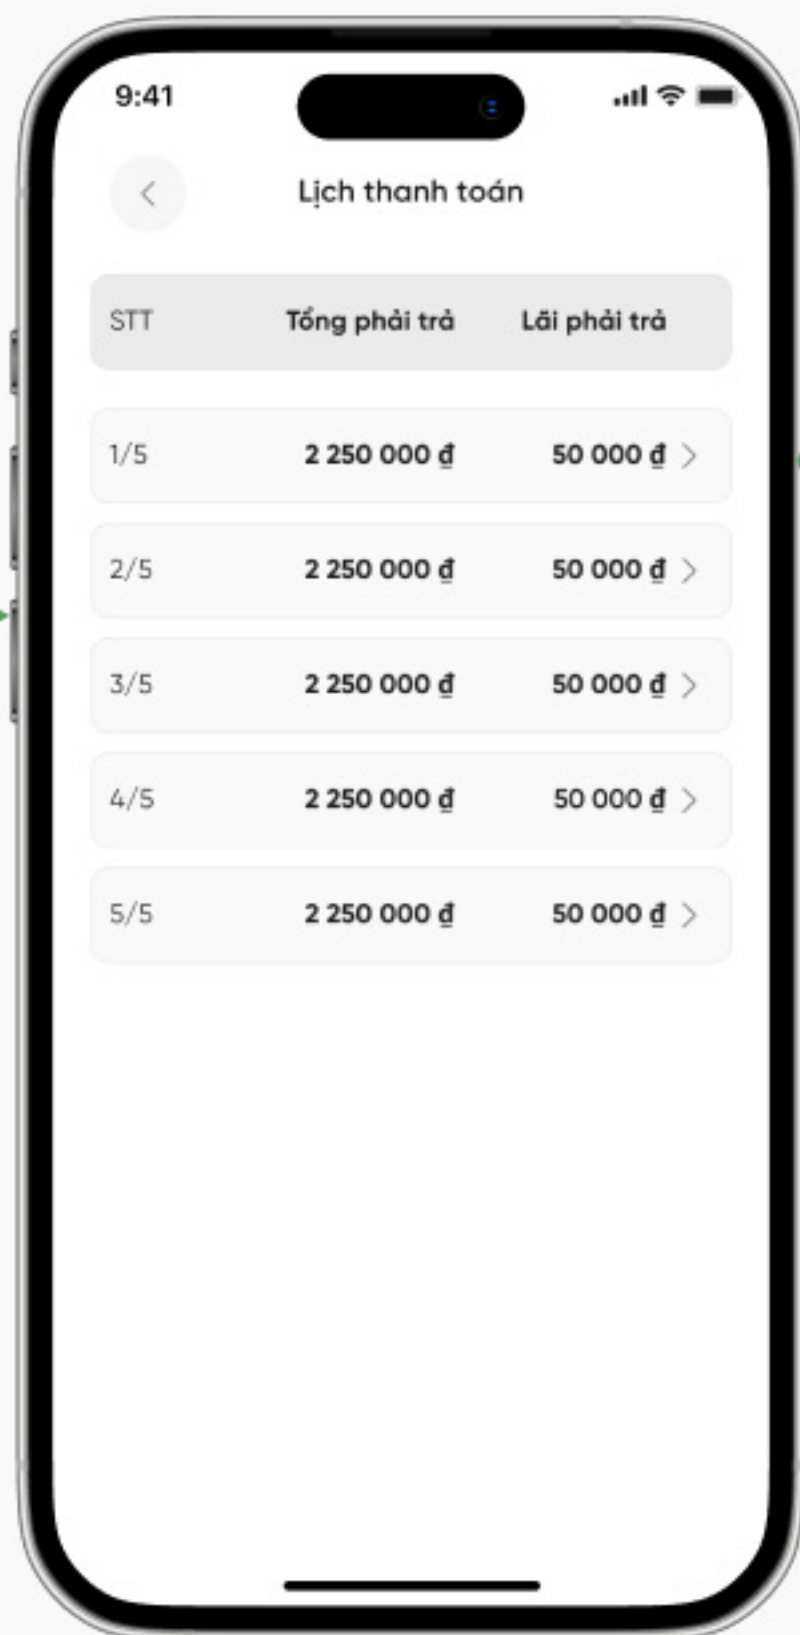 9:41
Lịch thanh toán
STT Tổng phải trả Lãi phải trả
1/5 2 250 000 ₫ 50 000 ₫
2/5 2 250 000 ₫ 50 000 ₫
3/5 2 250 000 ₫ 50 000 ₫
4/5 2 250 000 ₫ 50 000 ₫
5/5 2 250 000 ₫ 50 000 ₫